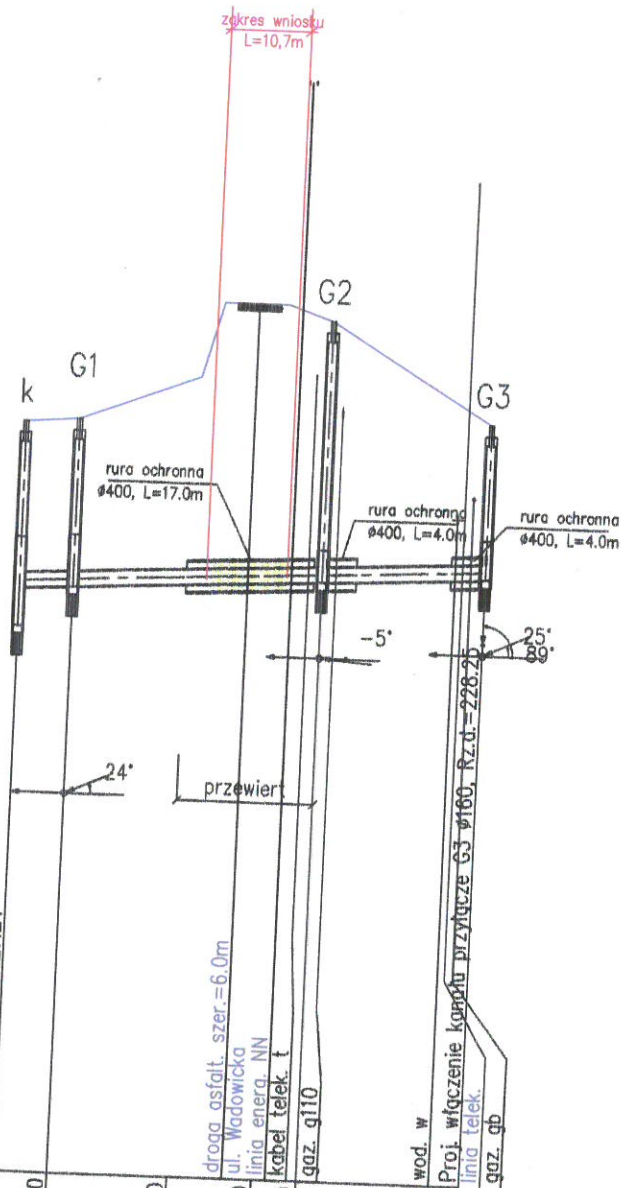 zakres wniosku
L=10,7m
G2
G1
k
G3
rura ochronna
ø400, L=17.0m
rura ochronna
ø400, L=4.0m
rura ochronna
ø400, L=4.0m
-5°
25°
89°
24°
przewiert
droga asfalt. szer.=6.0m
ul. Wadowicka
linia energ. NN
kabel telek. t
gaz. g110
wod. w
Proj. włączenie kanału przyłącze G3 ø160, Rz.d.=228.25
linia telek.
gaz. gb